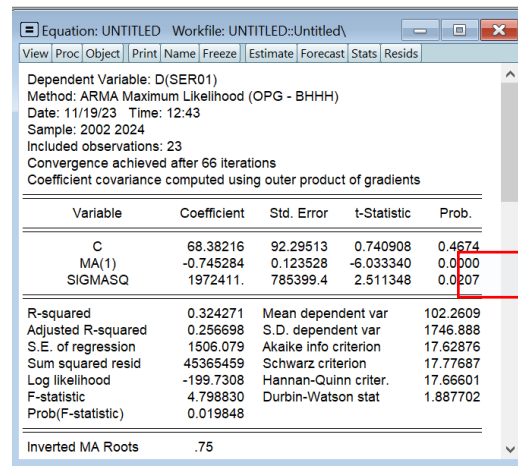 Equation: UNTITLED Workfile: UNTITLED::Untitled\
View Proc Object Print Name Freeze Estimate Forecast Stats Resids
Dependent Variable: D(SER01)
Method: ARMA Maximum Likelihood (OPG - BHHH)
Date: 11/19/23 Time: 12:43
Sample: 2002 2024
Included observations: 23
Convergence achieved after 66 iterations
Coefficient covariance computed using outer product of gradients
Variable Coefficient Std. Error t-Statistic Prob.
C 68.38216 92.29513 0.740908 0.4674
MA(1) -0.745284 0.123528 -6.033340 0.0000
SIGMASQ 1972411. 785399.4 2.511348 0.0207
R-squared 0.324271 Mean dependent var 102.2609
Adjusted R-squared 0.256698 S.D. dependent var 1746.888
S.E. of regression 1506.079 Akaike info criterion 17.62876
Sum squared resid 45365459 Schwarz criterion 17.77687
Log likelihood -199.7308 Hannan-Quinn criter. 17.66601
F-statistic 4.798830 Durbin-Watson stat 1.887702
Prob(F-statistic) 0.019848
Inverted MA Roots .75